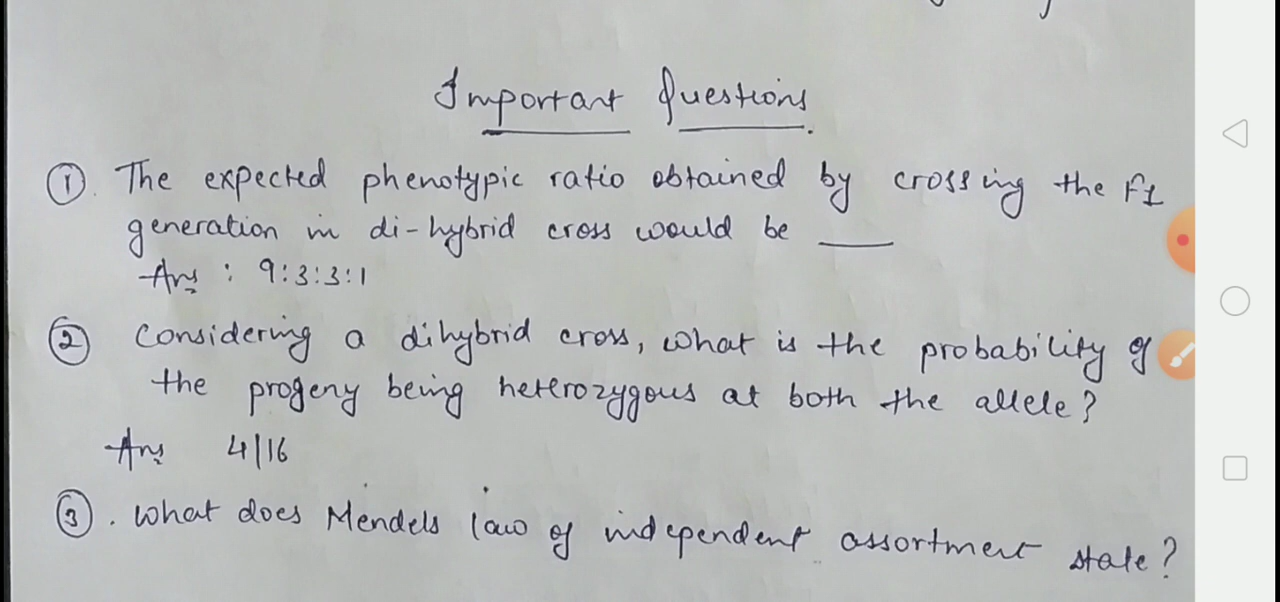 Important Questions.
① The expected phenotypic ratio obtained by crossing the F1
generation in di-hybrid cross would be ___
Ans : 9:3:3:1
② Considering a dihybrid cross, what is the probability of
the progeny being heterozygous at both the allele?
Ans 4/16
③. What does Mendels law of independent assortment state?